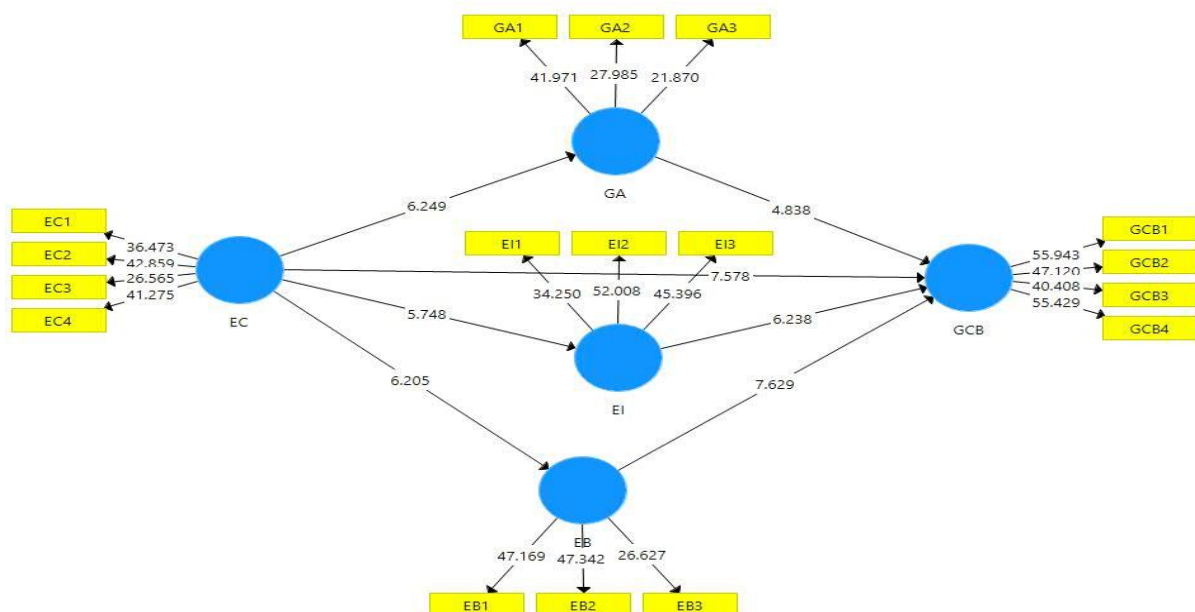 GA1 GA2 GA3
41.971 27.985 21.870
GA
6.249 4.838
EC1
EC2
EC3
EC4
36.473
42.859
26.565
41.275
EC
EI1 EI2 EI3
34.250 52.008 45.396
7.578
5.748 6.238
EI
GCB1
GCB2
GCB3
GCB4
55.943
47.120
40.408
55.429
GCB
6.205 7.629
EB
47.169 47.342 26.627
EB1 EB2 EB3